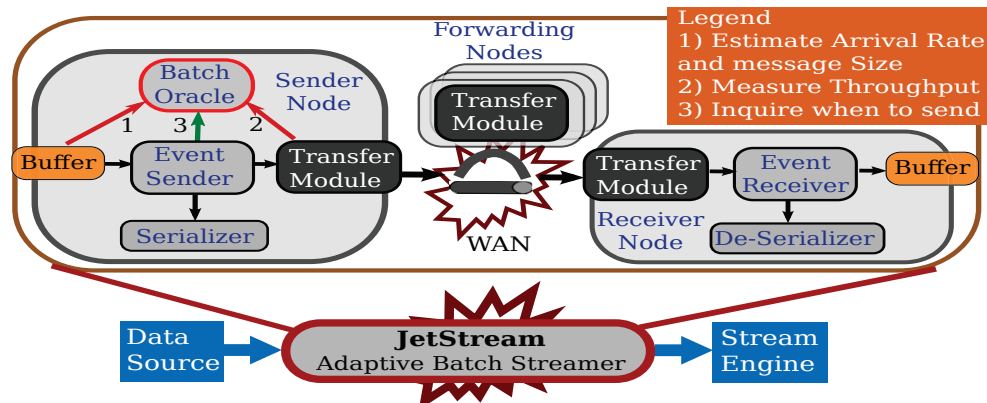 Legend
1) Estimate Arrival Rate
and message Size
2) Measure Throughput
3) Inquire when to send
Forwarding
Nodes
Transfer
Module
Batch
Oracle
Sender
Node
1
3
2
Buffer
Event
Sender
Transfer
Module
Serializer
WAN
Transfer
Module
Event
Receiver
Buffer
Receiver
Node
De-Serializer
Data
Source
JetStream
Adaptive Batch Streamer
Stream
Engine